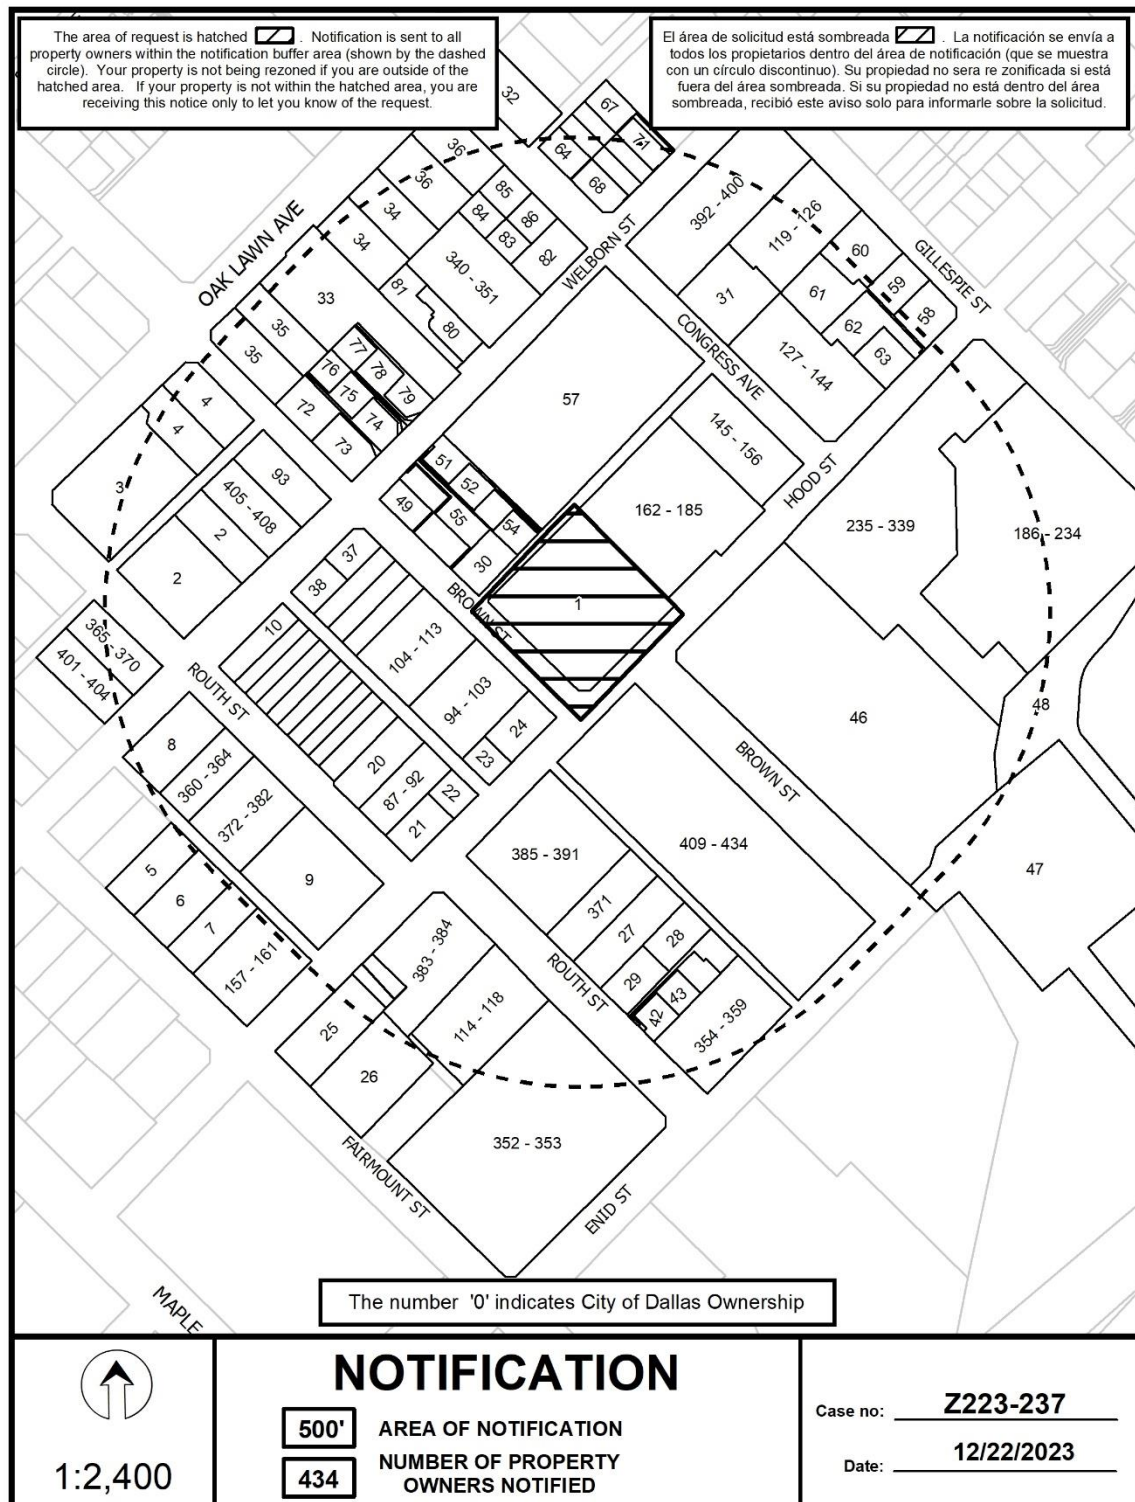 The area of request is hatched . Notification is sent to all
property owners within the notification buffer area (shown by the dashed
circle). Your property is not being rezoned if you are outside of the
hatched area. If your property is not within the hatched area, you are
receiving this notice only to let you know of the request.
El área de solicitud está sombreada . La notificación se envía a
todos los propietarios dentro del área de notificación (que se muestra
con un círculo discontinuo). Su propiedad no sera re zonificada si está
fuera del área sombreada. Si su propiedad no está dentro del área
sombreada, recibió este aviso solo para informarle sobre la solicitud.
32
67
71
64
68
36
36
85
84
86
83
82
34
34
340 - 351
81
80
33
OAK LAWN AVE
WELBORN ST
392 - 400
119 - 126
60
59
58
GILLESPIE ST
31
61
62
63
127 - 144
CONGRESS AVE
35
35
77
78
79
76
75
74
72
73
57
145 - 156
HOOD ST
4
4
3
93
405 - 408
2
2
51
52
49
55
54
30
162 - 185
235 - 339
186 - 234
1
BROWN ST
37
38
10
104 - 113
94 - 103
24
23
365 - 370
401 - 404
ROUTH ST
48
46
8
360 - 364
372 - 382
9
20
87 - 92
22
21
BROWN ST
409 - 434
385 - 391
47
5
6
7
157 - 161
371
27
28
29
43
42
354 - 359
ROUTH ST
383 - 384
114 - 118
25
26
352 - 353
FAIRMOUNT ST
ENID ST
MAPLE
The number '0' indicates City of Dallas Ownership
1:2,400
NOTIFICATION
500' AREA OF NOTIFICATION
434 NUMBER OF PROPERTY
OWNERS NOTIFIED
Case no: Z223-237
Date: 12/22/2023